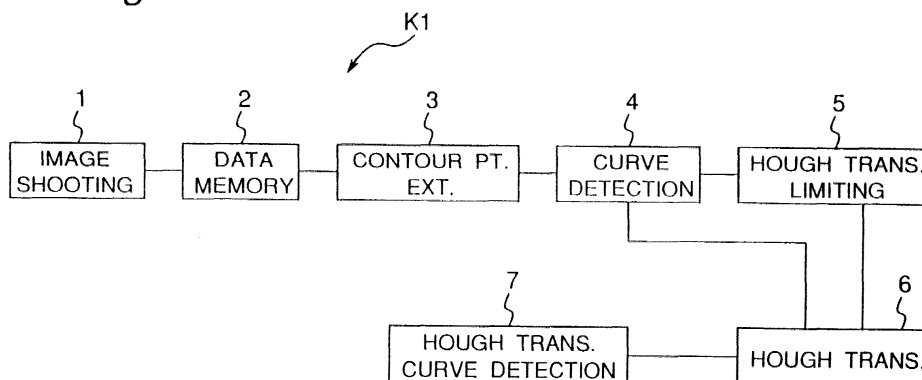 K1
1
2
3
4
5
IMAGE
SHOOTING
DATA
MEMORY
CONTOUR PT.
EXT.
CURVE
DETECTION
HOUGH TRANS.
LIMITING
7
6
HOUGH TRANS.
CURVE DETECTION
HOUGH TRANS.